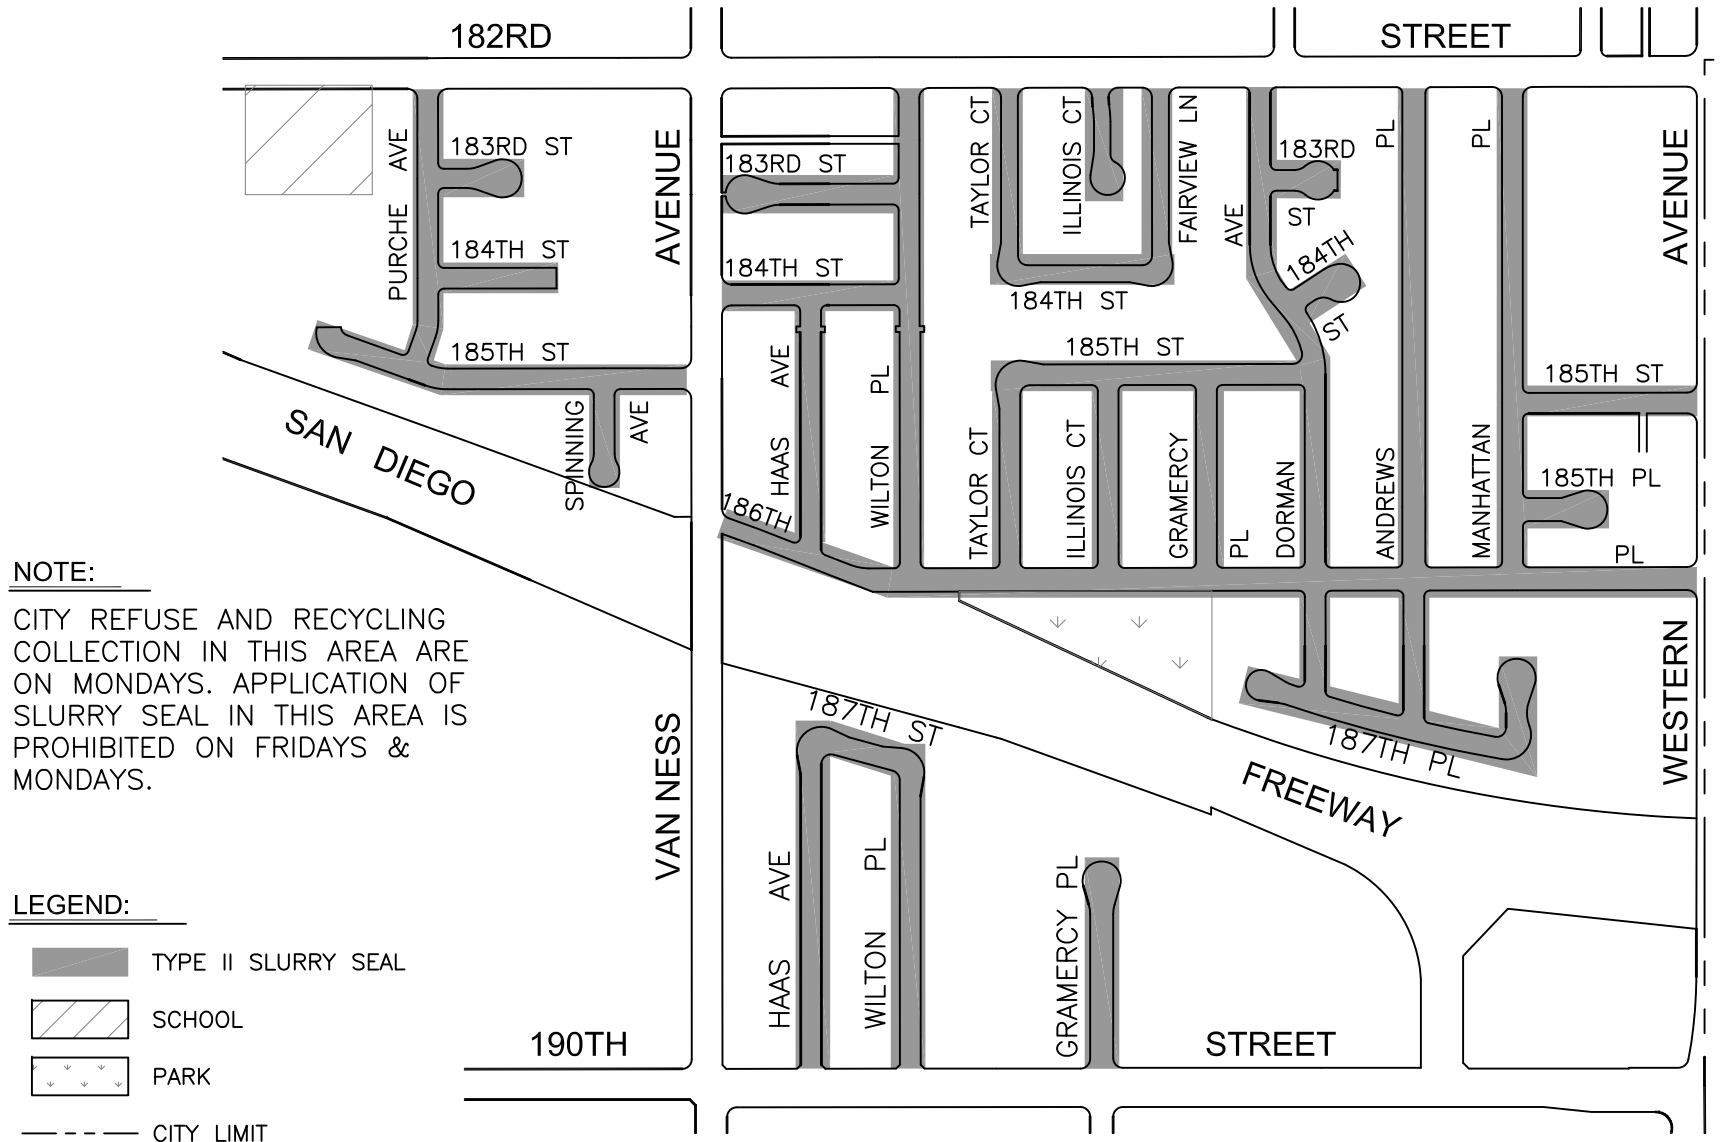 182RD STREET
PURCHE AVE
183RD ST
184TH ST
185TH ST
SPINNING AVE
AVENUE
183RD ST
184TH ST
HAAS AVE
WILTON PL
186TH
TAYLOR CT
ILLINOIS CT
FAIRVIEW LN
184TH ST
183RD ST
184TH ST
185TH ST
TAYLOR CT
ILLINOIS CT
GRAMERCY PL
DORMAN AVE
ANDREWS PL
MANHATTAN PL
AVENUE
185TH ST
185TH PL
PL
SAN DIEGO
FREEWAY
187TH PL
187TH ST
VAN NESS
WESTERN
HAAS AVE
WILTON PL
GRAMERCY PL
190TH STREET
NOTE:
CITY REFUSE AND RECYCLING
COLLECTION IN THIS AREA ARE
ON MONDAYS. APPLICATION OF
SLURRY SEAL IN THIS AREA IS
PROHIBITED ON FRIDAYS &
MONDAYS.
LEGEND:
TYPE II SLURRY SEAL
SCHOOL
PARK
CITY LIMIT